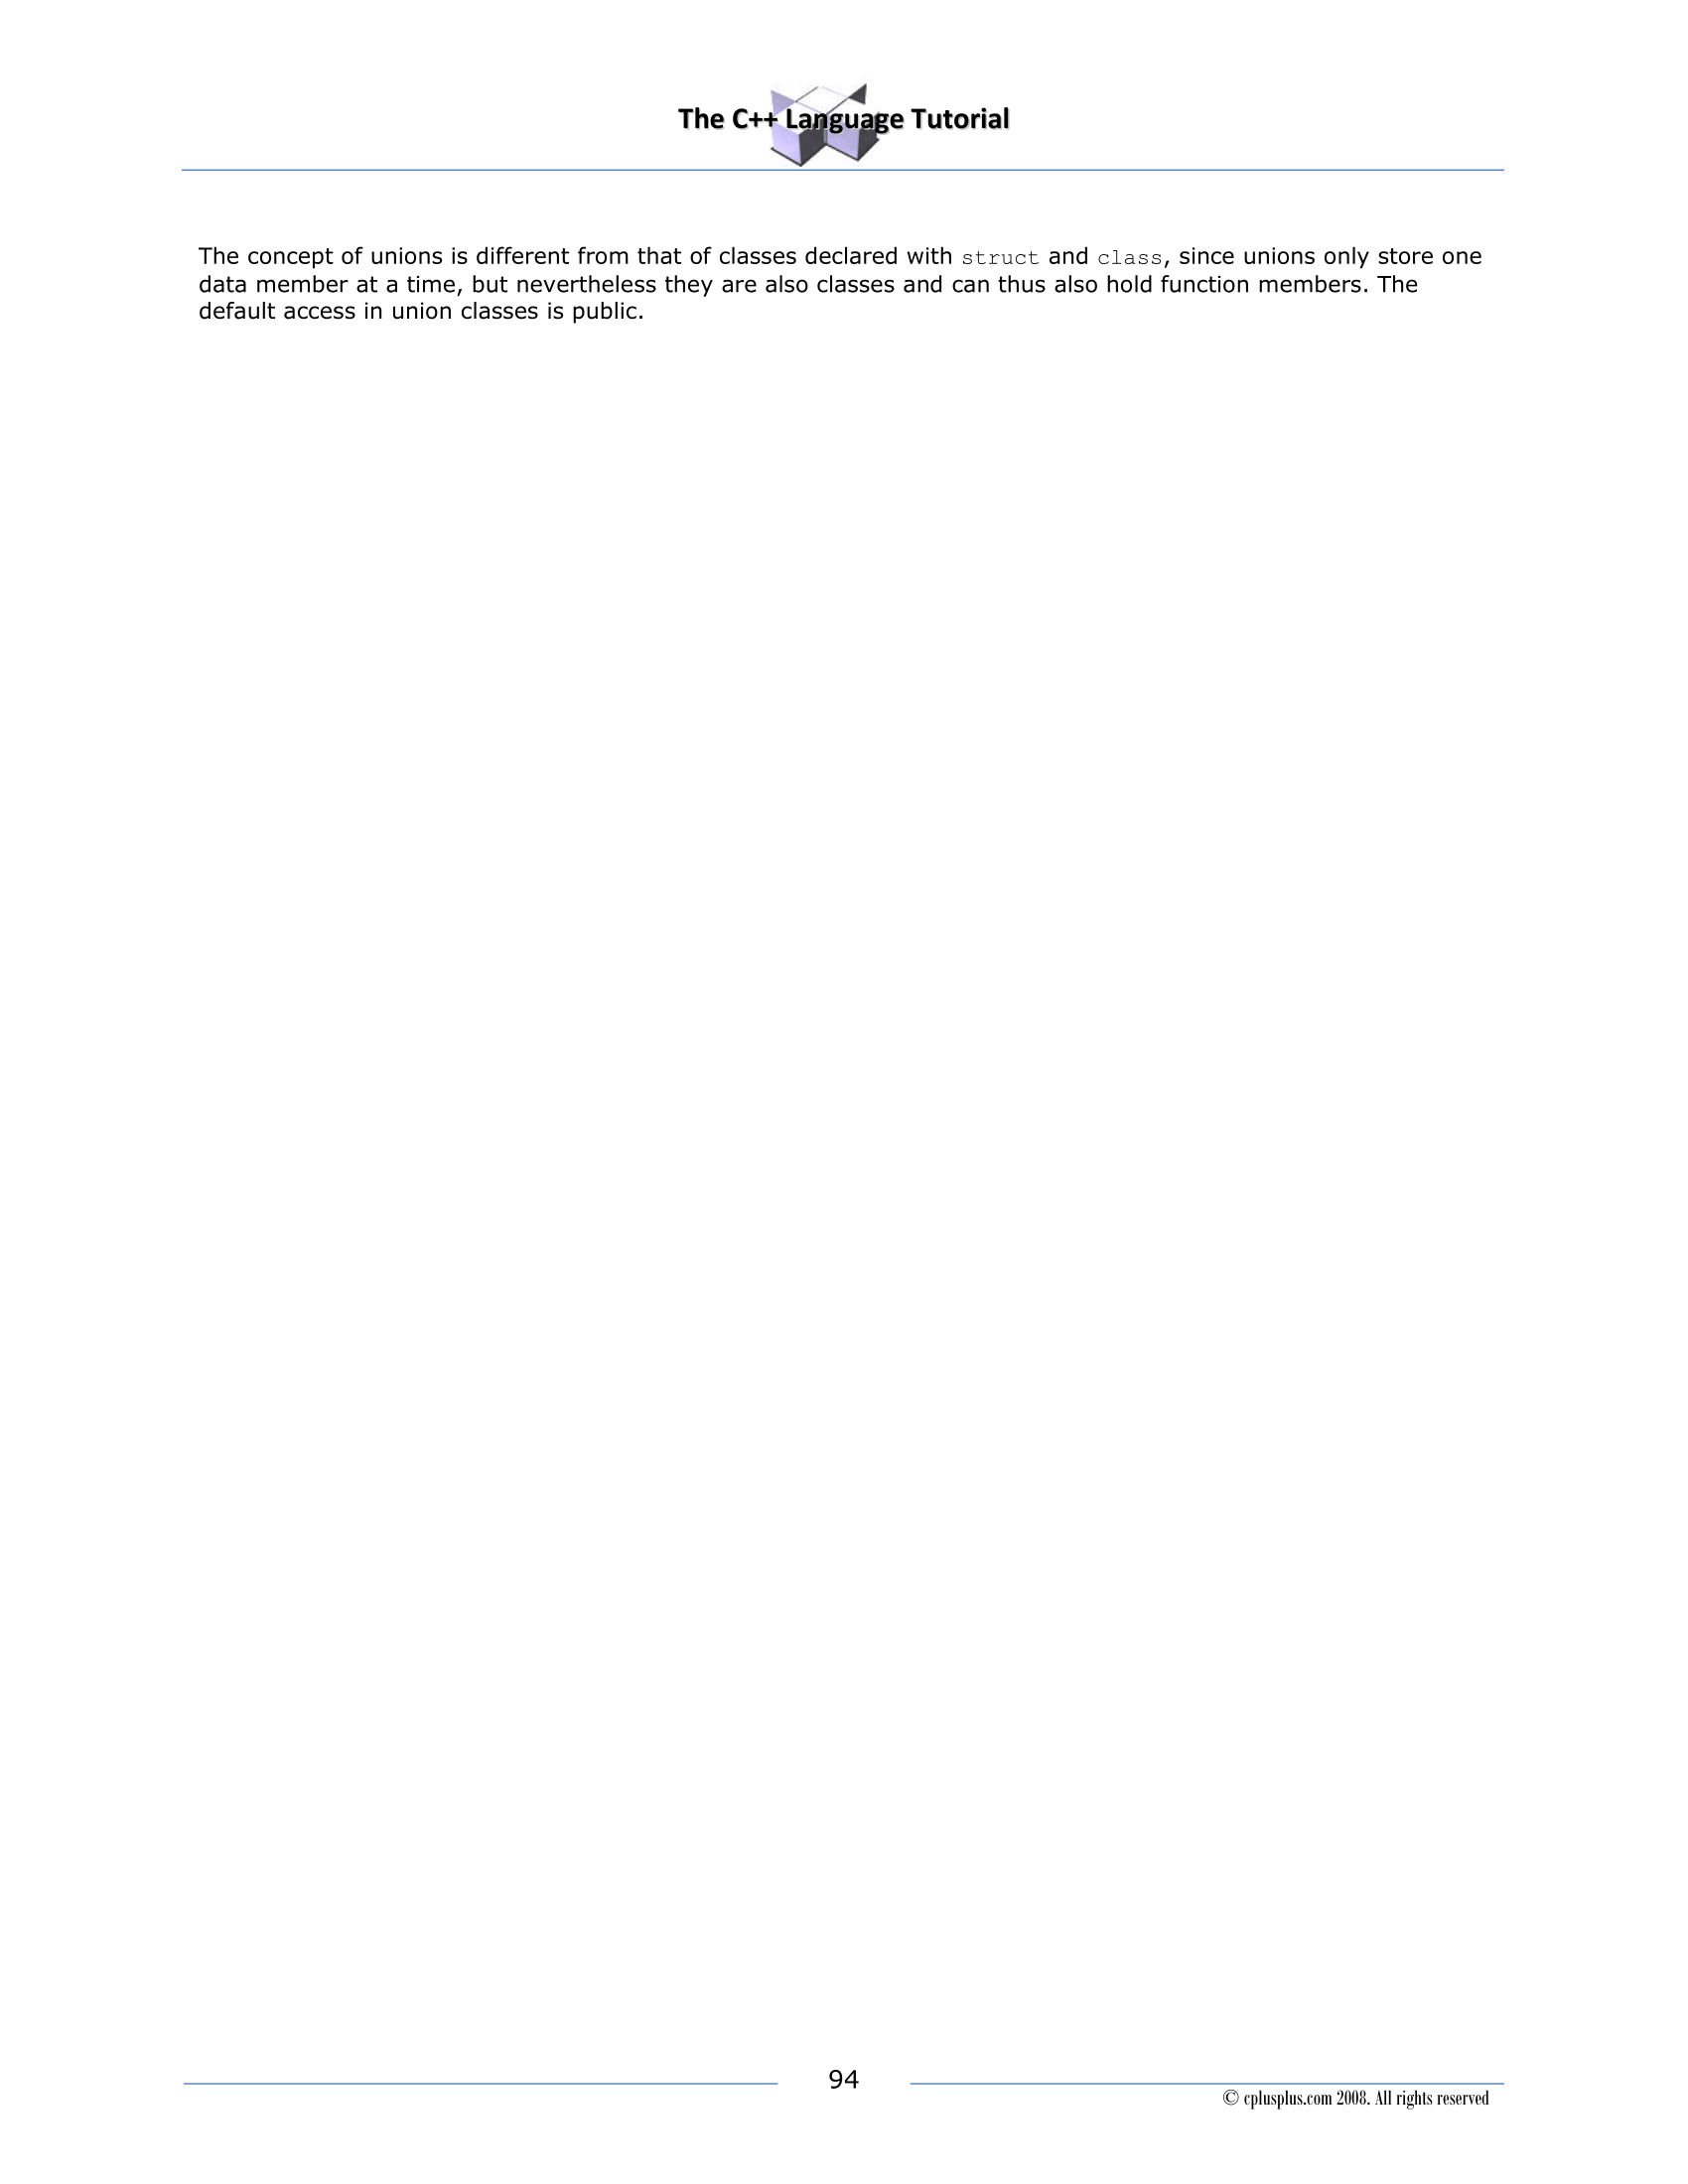 The C++ Language Tutorial
The concept of unions is different from that of classes declared with struct and class, since unions only store one
data member at a time, but nevertheless they are also classes and can thus also hold function members. The
default access in union classes is public.
94
© cplusplus.com 2008. All rights reserved